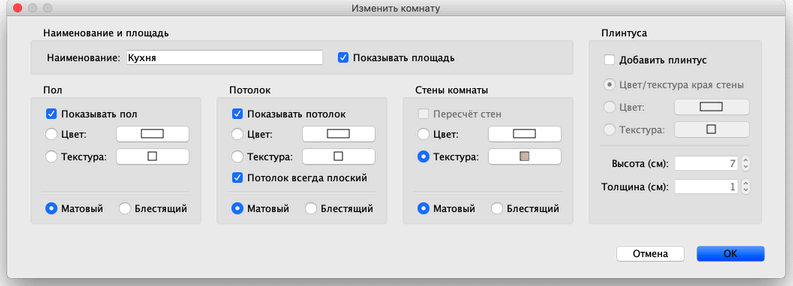 Изменить комнату
Наименование и площадь
Наименование: Кухня
Показывать площадь
Пол
Показывать пол
Цвет:
Текстура:
Матовый Блестящий
Потолок
Показывать потолок
Цвет:
Текстура:
Потолок всегда плоский
Матовый Блестящий
Стены комнаты
Пересчёт стен
Цвет:
Текстура:
Матовый Блестящий
Плинтуса
Добавить плинтус
Цвет/текстура края стены
Цвет:
Текстура:
Высота (см): 7
Толщина (см): 1
Отмена OK